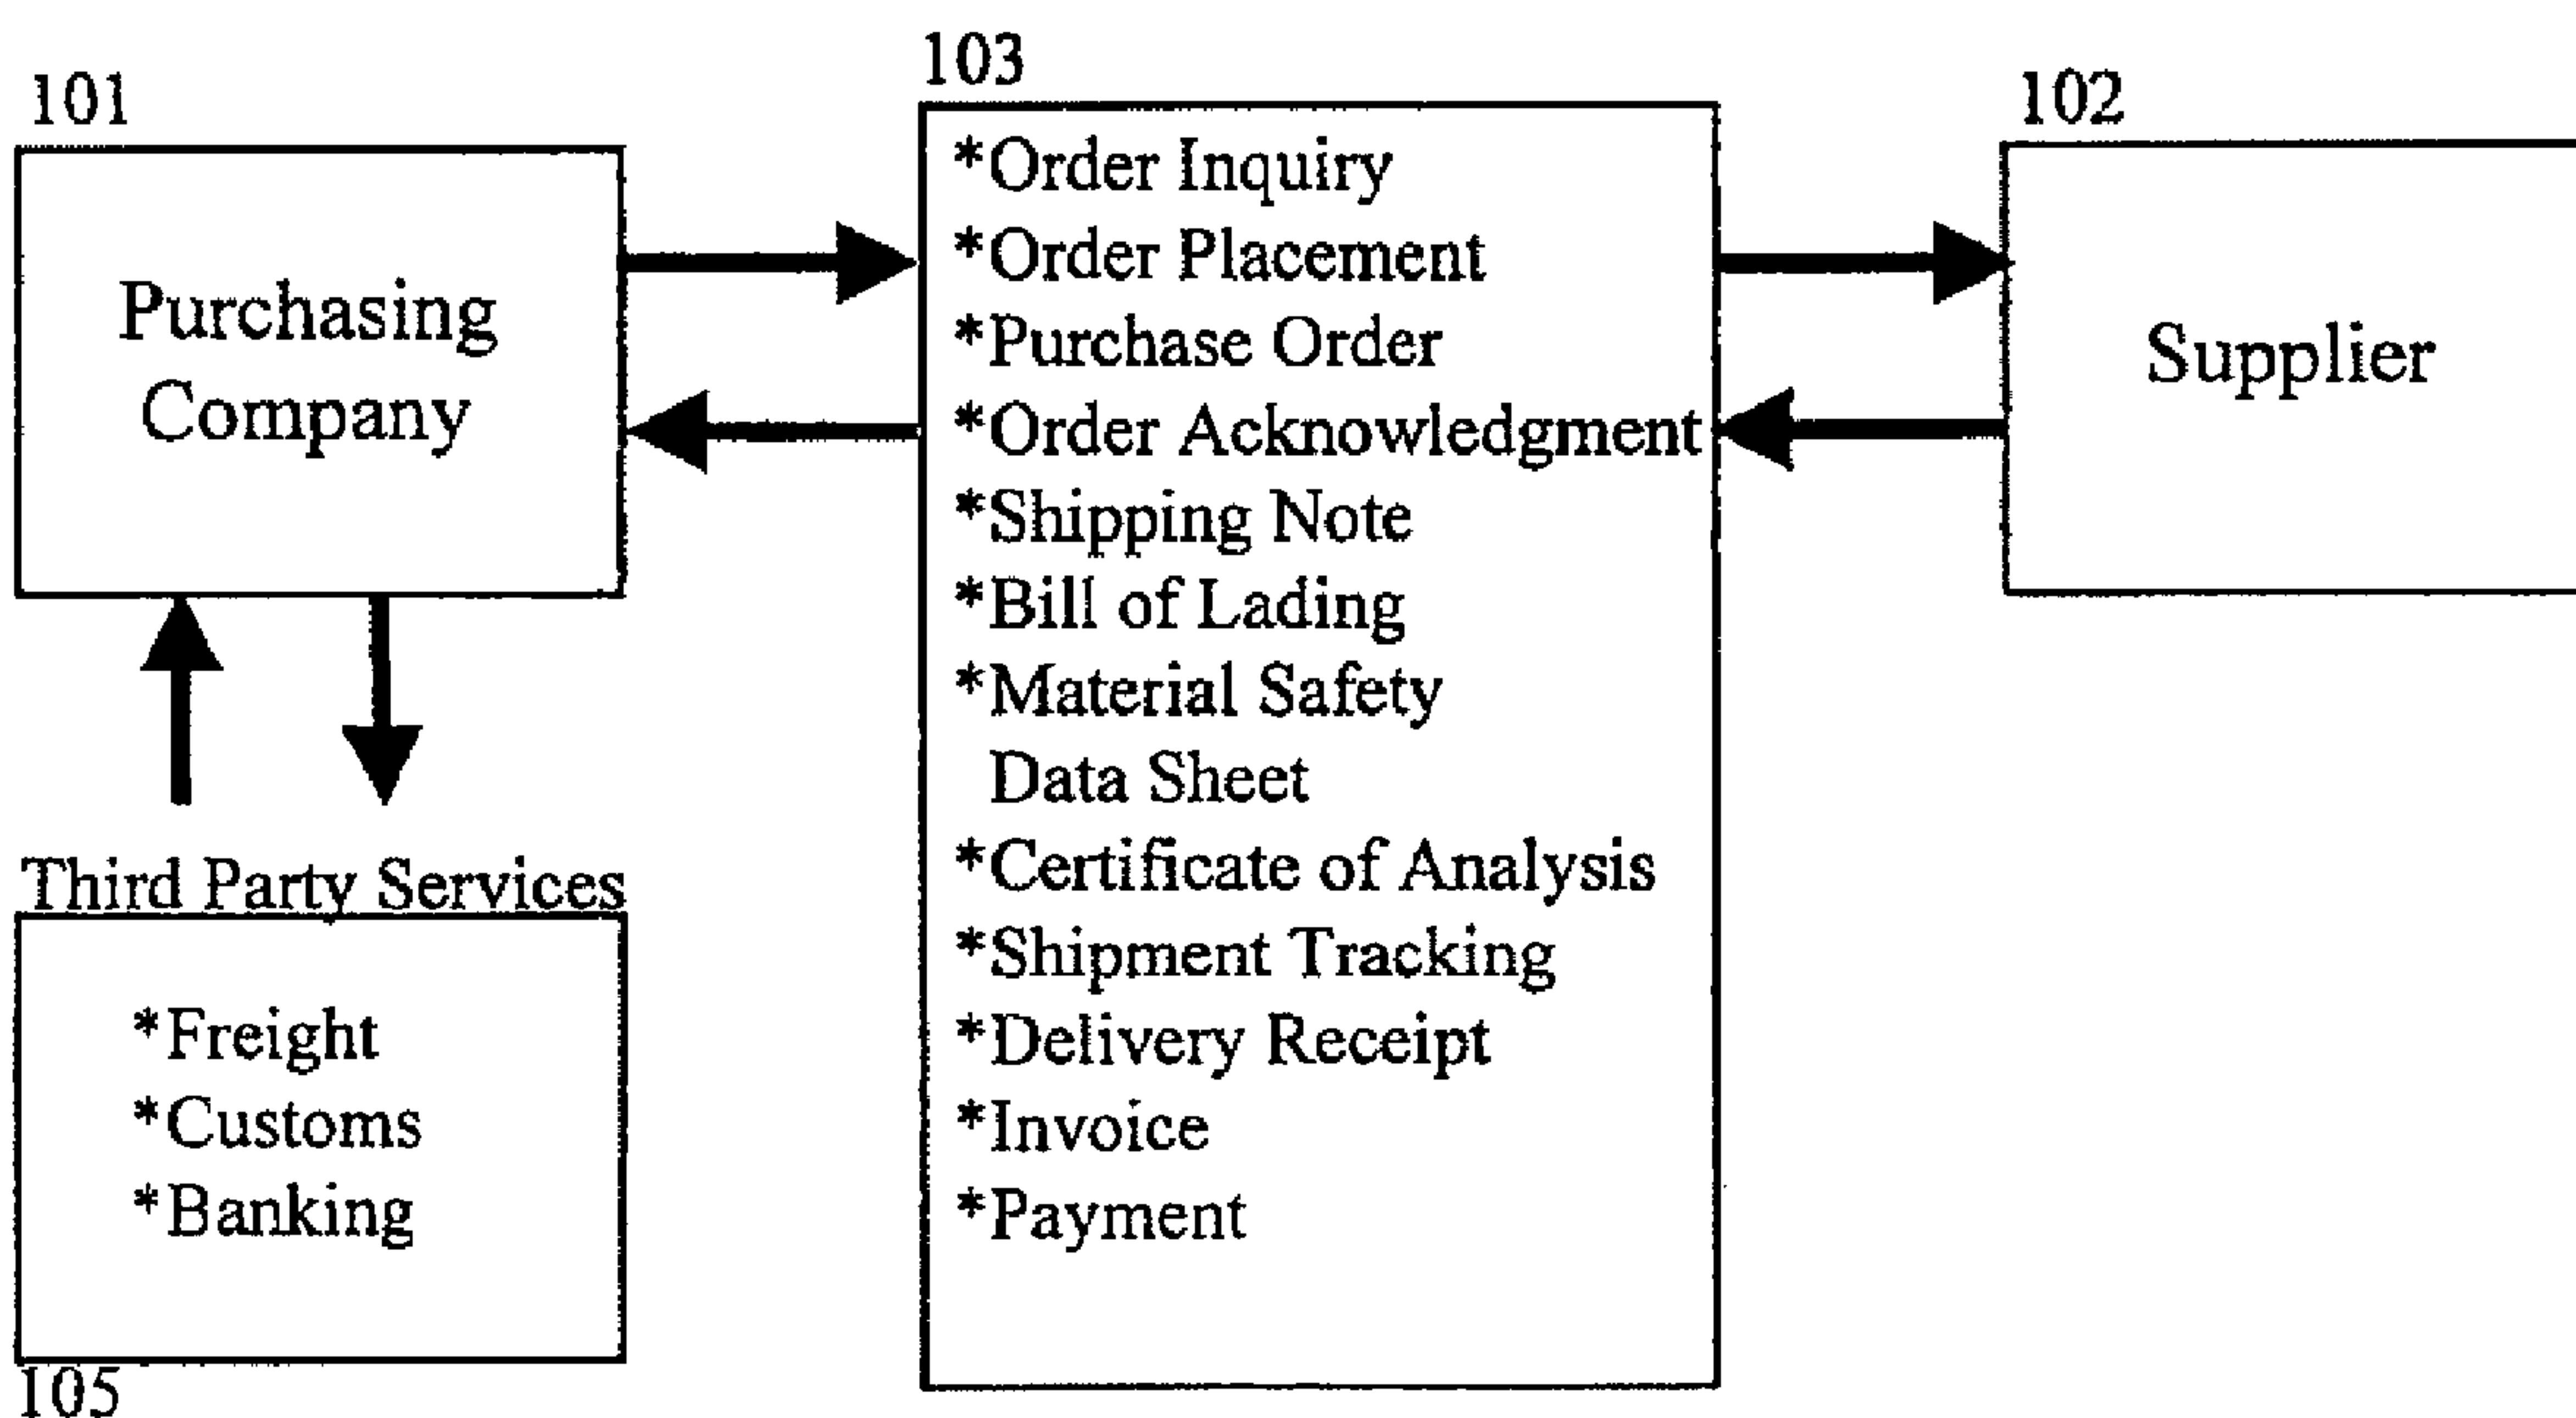 101
Purchasing
Company
103
*Order Inquiry
*Order Placement
*Purchase Order
*Order Acknowledgment
*Shipping Note
*Bill of Lading
*Material Safety
Data Sheet
*Certificate of Analysis
*Shipment Tracking
*Delivery Receipt
*Invoice
*Payment
102
Supplier
Third Party Services
*Freight
*Customs
*Banking
105